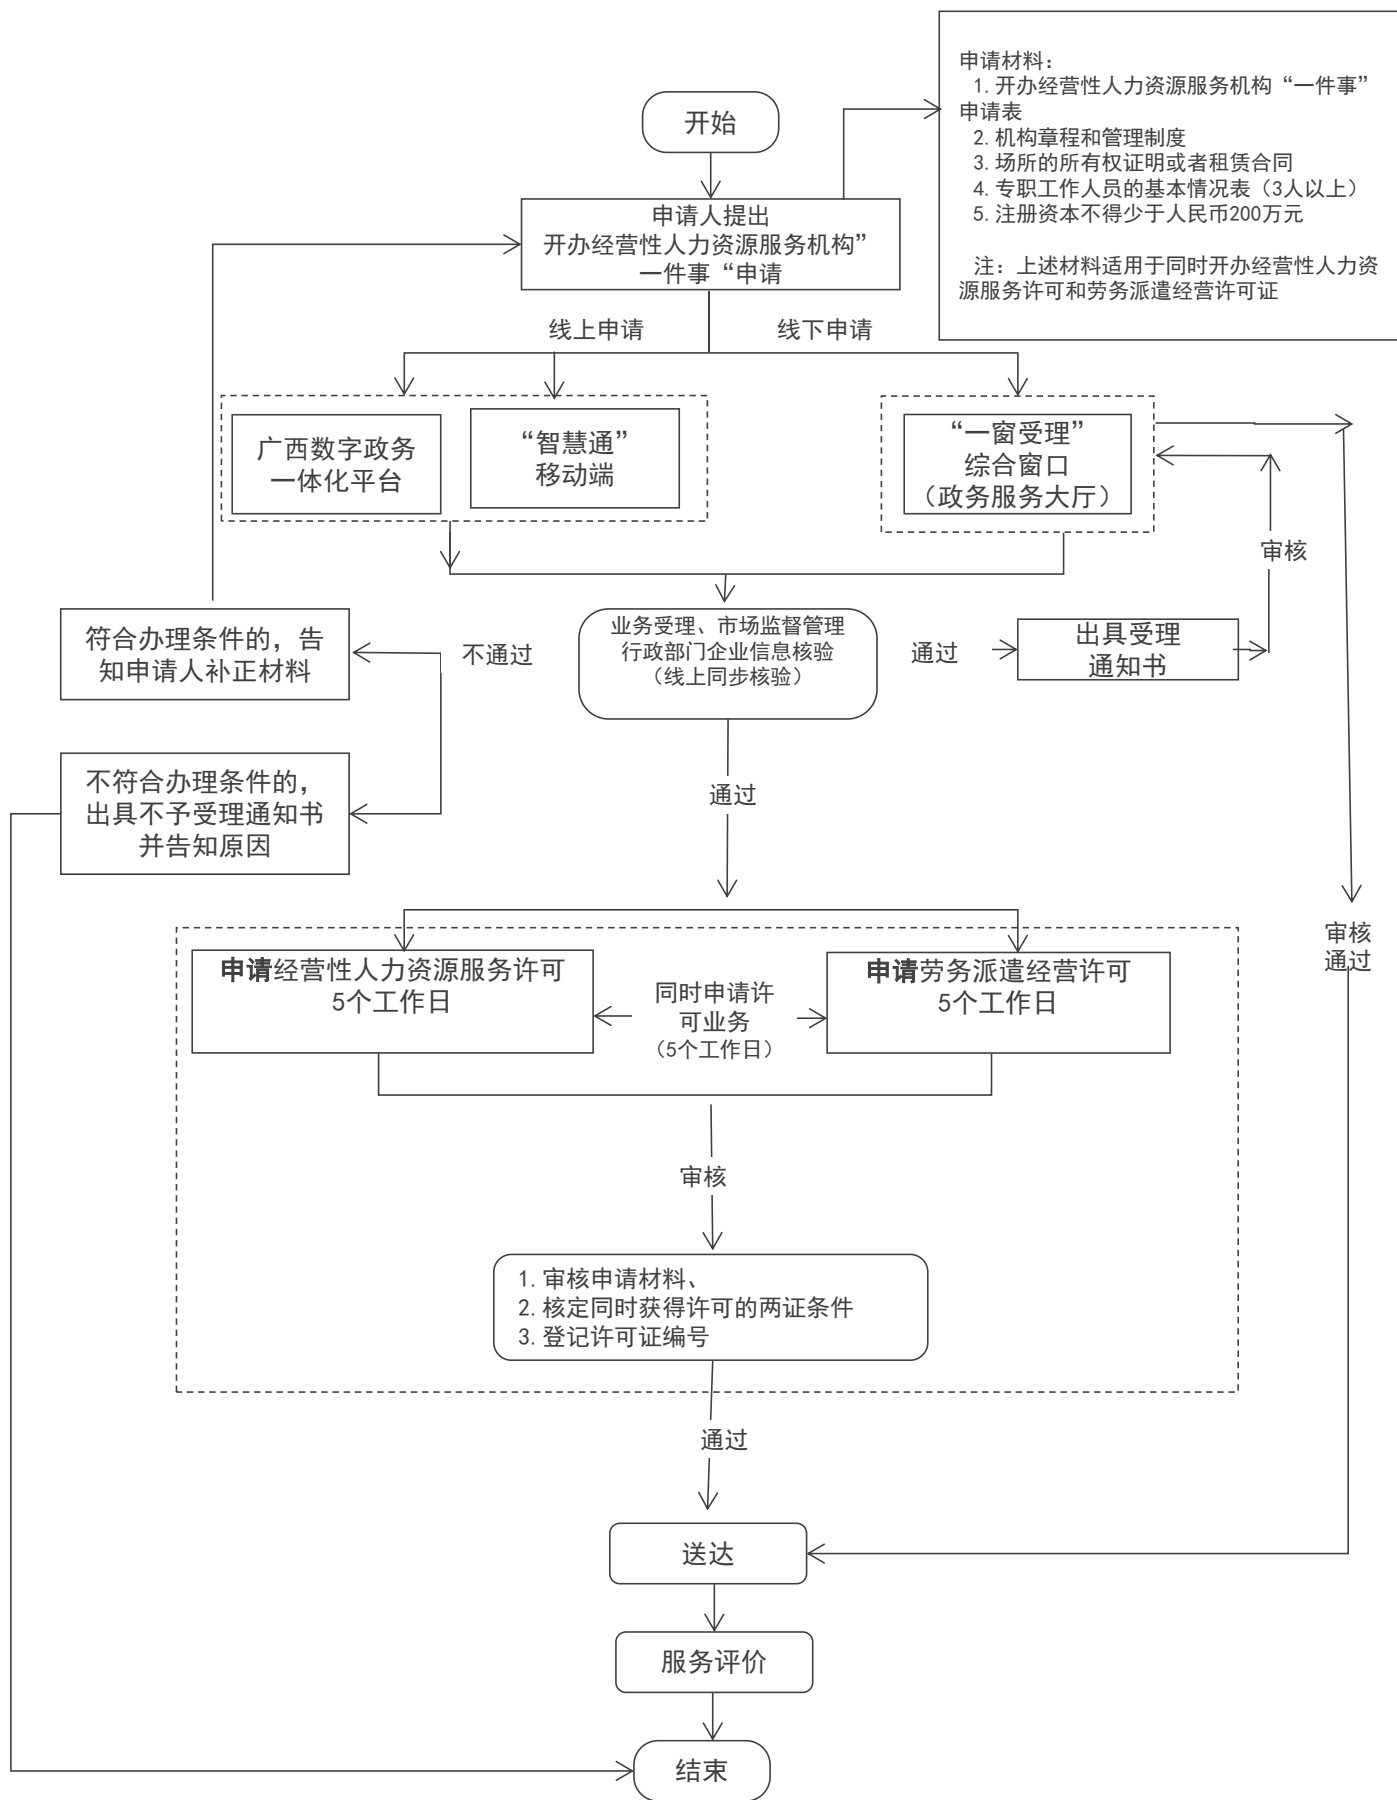 开始
申请材料：
1.开办经营性人力资源服务机构“一件事”
申请表
2.机构章程和管理制度
3.场所的所有权证明或者租赁合同
4.专职工作人员的基本情况表（3人以上）
5.注册资本不得少于人民币200万元
注：上述材料适用于同时开办经营性人力资
源服务许可和劳务派遣经营许可证
申请人提出
开办经营性人力资源服务机构”
一件事“申请
线上申请
线下申请
广西数字政务
一体化平台
“智慧通”
移动端
“一窗受理”
综合窗口
（政务服务大厅）
审核
符合办理条件的，告
知申请人补正材料
不通过
业务受理、市场监督管理
行政部门企业信息核验
（线上同步核验）
通过
出具受理
通知书
不符合办理条件的，
出具不予受理通知书
并告知原因
通过
审核
通过
申请经营性人力资源服务许可
5个工作日
同时申请许
可业务
（5个工作日）
申请劳务派遣经营许可
5个工作日
审核
1.审核申请材料、
2.核定同时获得许可的两证条件
3.登记许可证编号
通过
送达
服务评价
结束